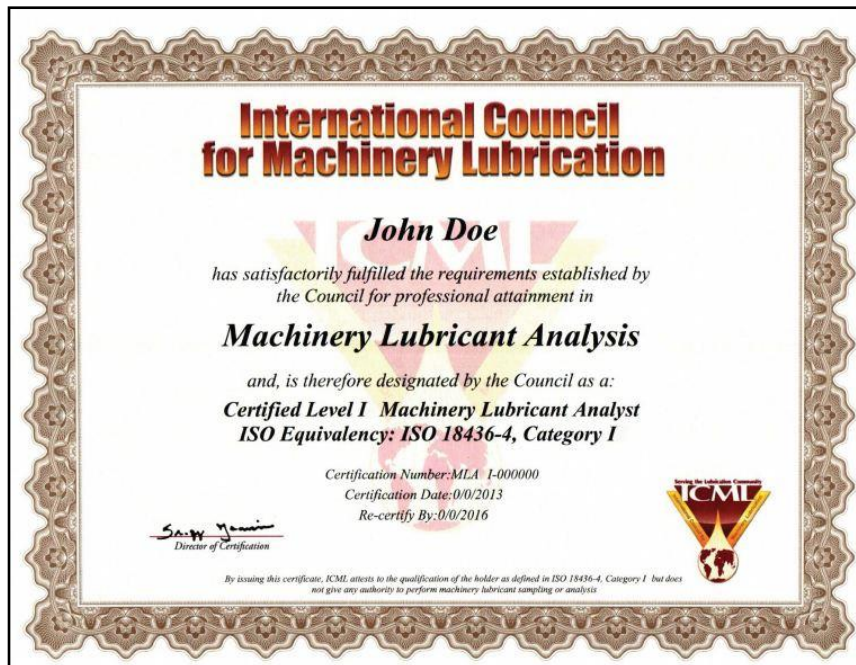 International Council
for Machinery Lubrication
John Doe
has satisfactorily fulfilled the requirements established by
the Council for professional attainment in
Machinery Lubricant Analysis
and, is therefore designated by the Council as a:
Certified Level I Machinery Lubricant Analyst
ISO Equivalency: ISO 18436-4, Category I
Certification Number:MLA I-000000
Certification Date:0/0/2013
Re-certify By:0/0/2016
Director of Certification
Serving the Lubrication Community
ICML
By issuing this certificate, ICML attests to the qualification of the holder as defined in ISO 18436-4, Category I but does
not give any authority to perform machinery lubricant sampling or analysis